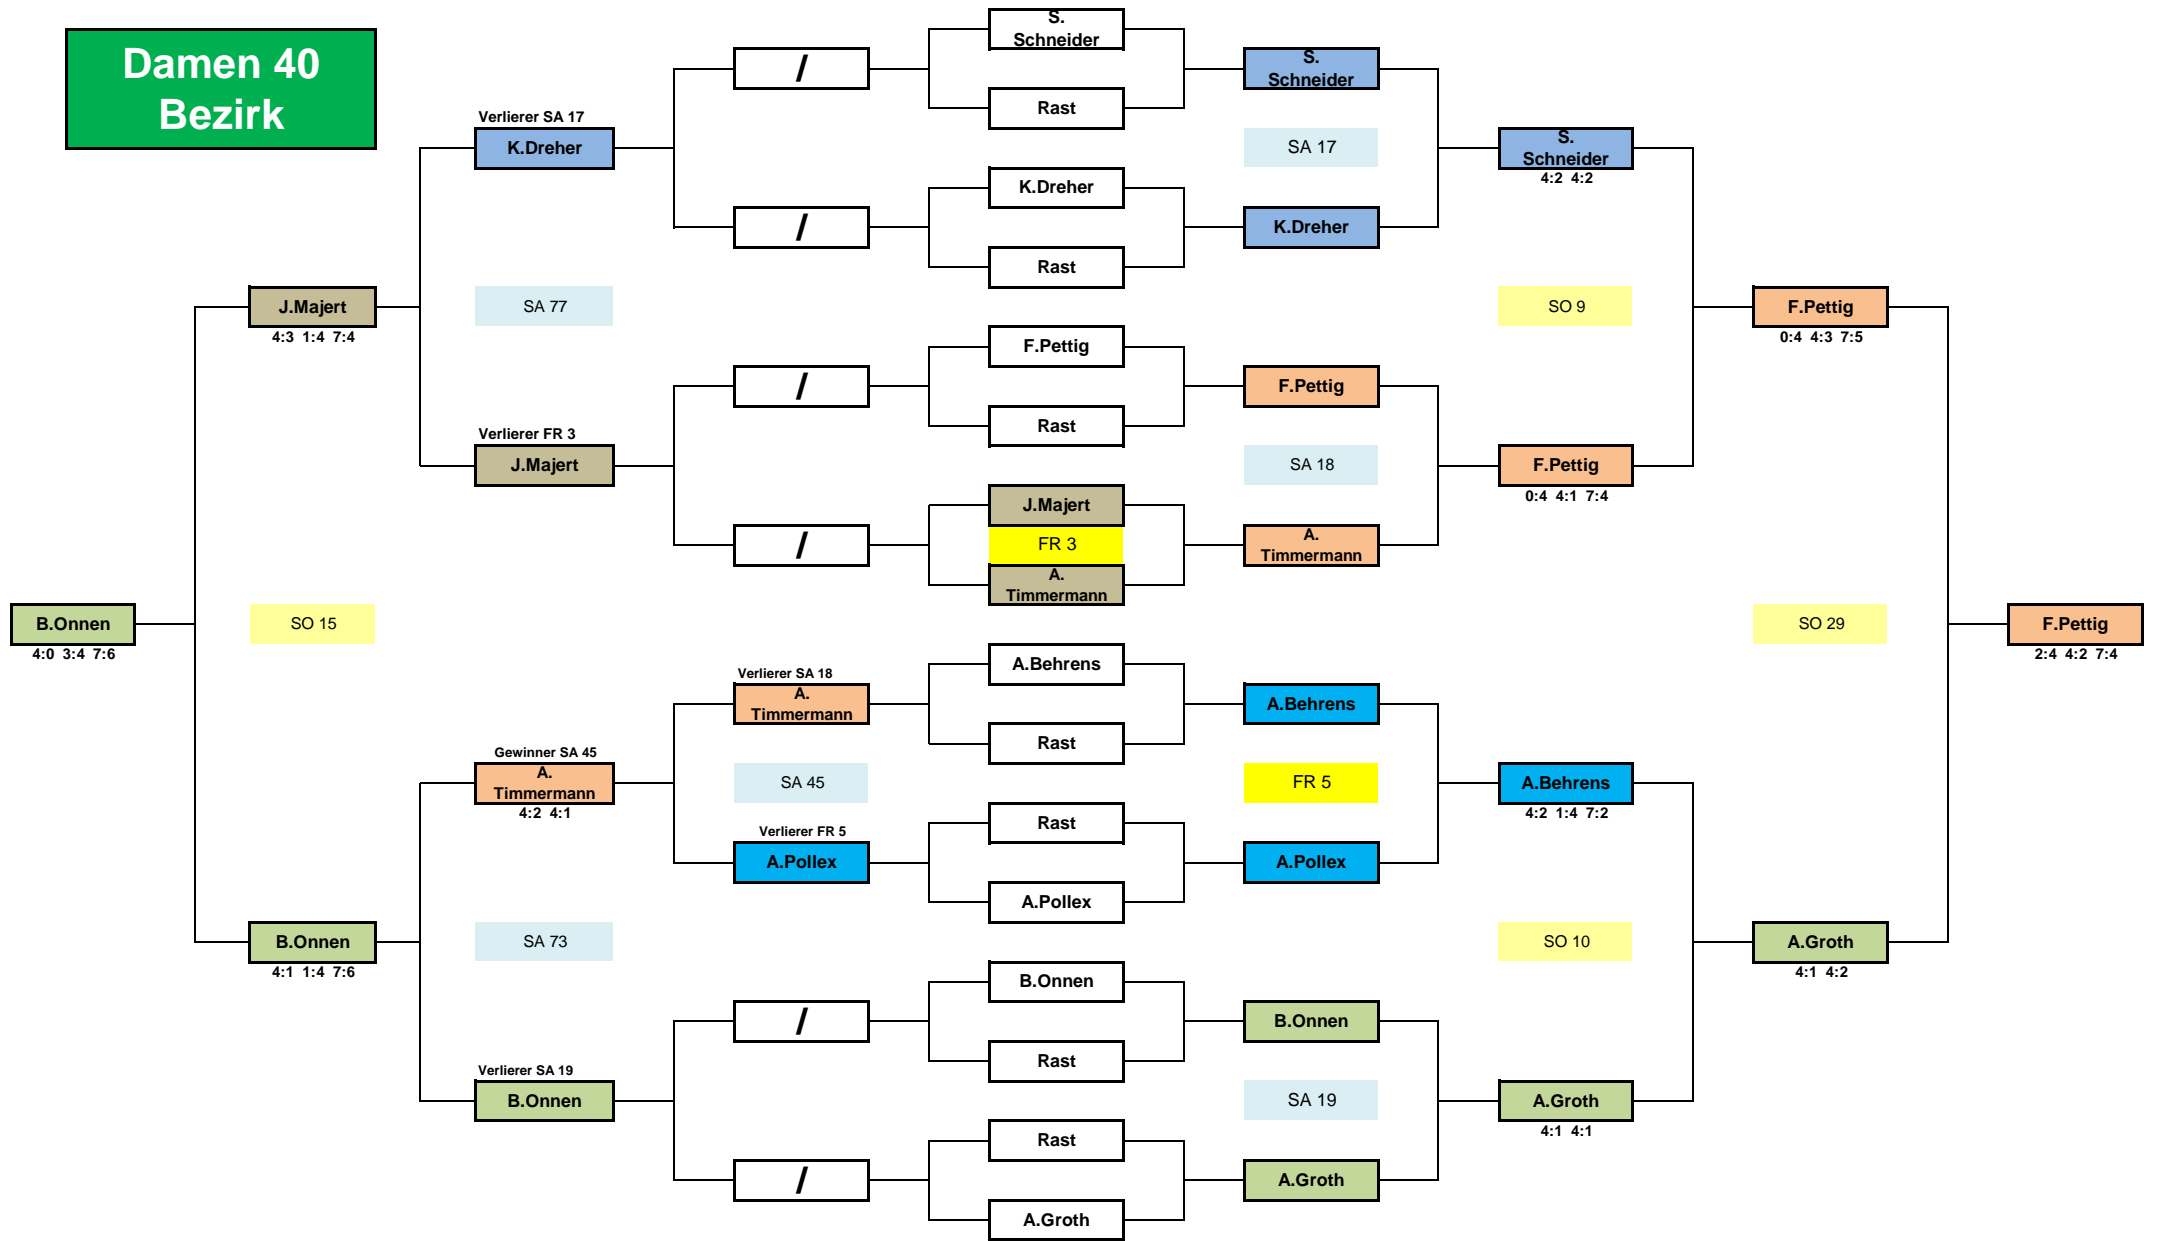 Damen 40
Bezirk
S.
Schneider
/
S.
Schneider
Rast
Verlierer SA 17
K.Dreher
SA 17
S.
Schneider
4:2 4:2
K.Dreher
/
K.Dreher
Rast
J.Majert
4:3 1:4 7:4
SA 77
SO 9
F.Pettig
0:4 4:3 7:5
F.Pettig
/
F.Pettig
Rast
Verlierer FR 3
J.Majert
SA 18
F.Pettig
0:4 4:1 7:4
J.Majert
/
FR 3
A.
Timmermann
A.
Timmermann
B.Onnen
4:0 3:4 7:6
SO 15
SO 29
F.Pettig
2:4 4:2 7:4
A.Behrens
Verlierer SA 18
A.
Timmermann
A.Behrens
Rast
Gewinner SA 45
A.
Timmermann
4:2 4:1
SA 45
FR 5
A.Behrens
4:2 1:4 7:2
Rast
Verlierer FR 5
A.Pollex
A.Pollex
A.Pollex
B.Onnen
4:1 1:4 7:6
SA 73
SO 10
A.Groth
4:1 4:2
B.Onnen
/
B.Onnen
Rast
Verlierer SA 19
B.Onnen
SA 19
A.Groth
4:1 4:1
Rast
/
A.Groth
A.Groth